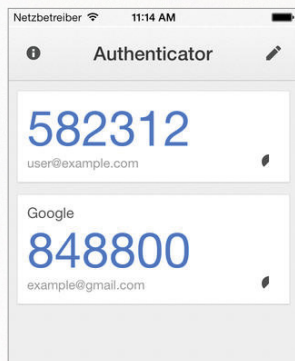 Netzbetreiber 11:14 AM
Authenticator
582312
user@example.com
Google
848800
example@gmail.com